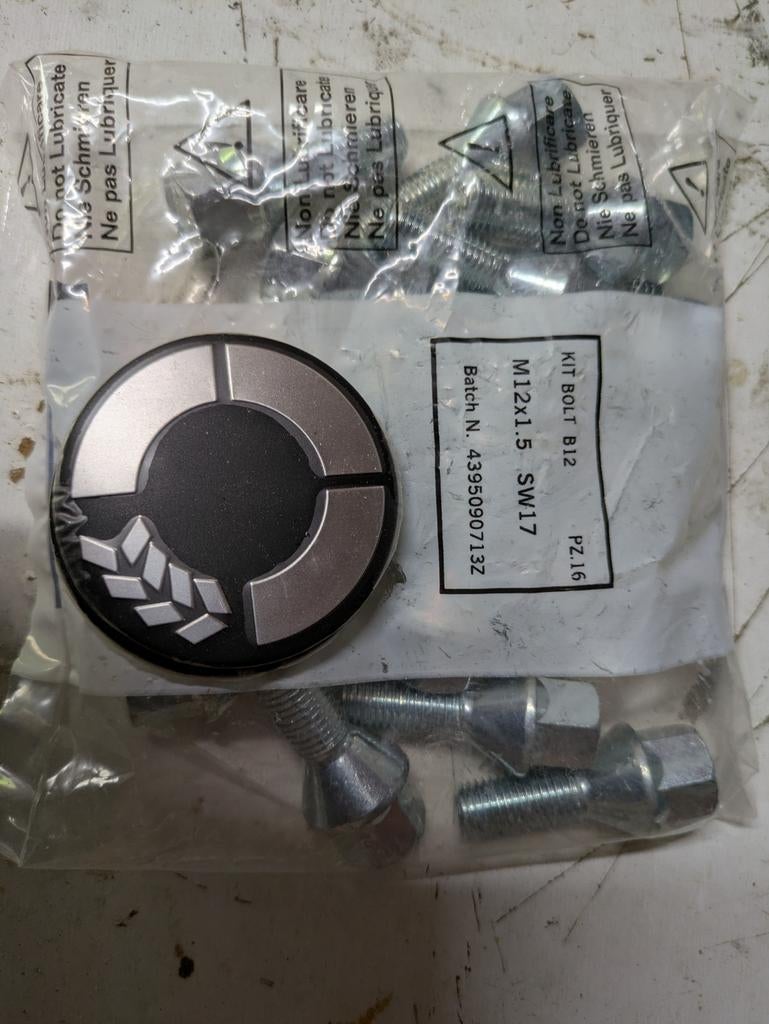 Do not Lubricate
Nie Schmieren
Ne pas Lubriquer
Non Lubrificare
Do not Lubricate
Nie Schmieren
Ne pas Lubriquer
Non Lubrificare
Do not Lubricate
Nie Schmieren
Ne pas Lubriquer
KIT BOLT B12 PZ.16
M12x1.5 SW17
Batch N. 4395090713Z